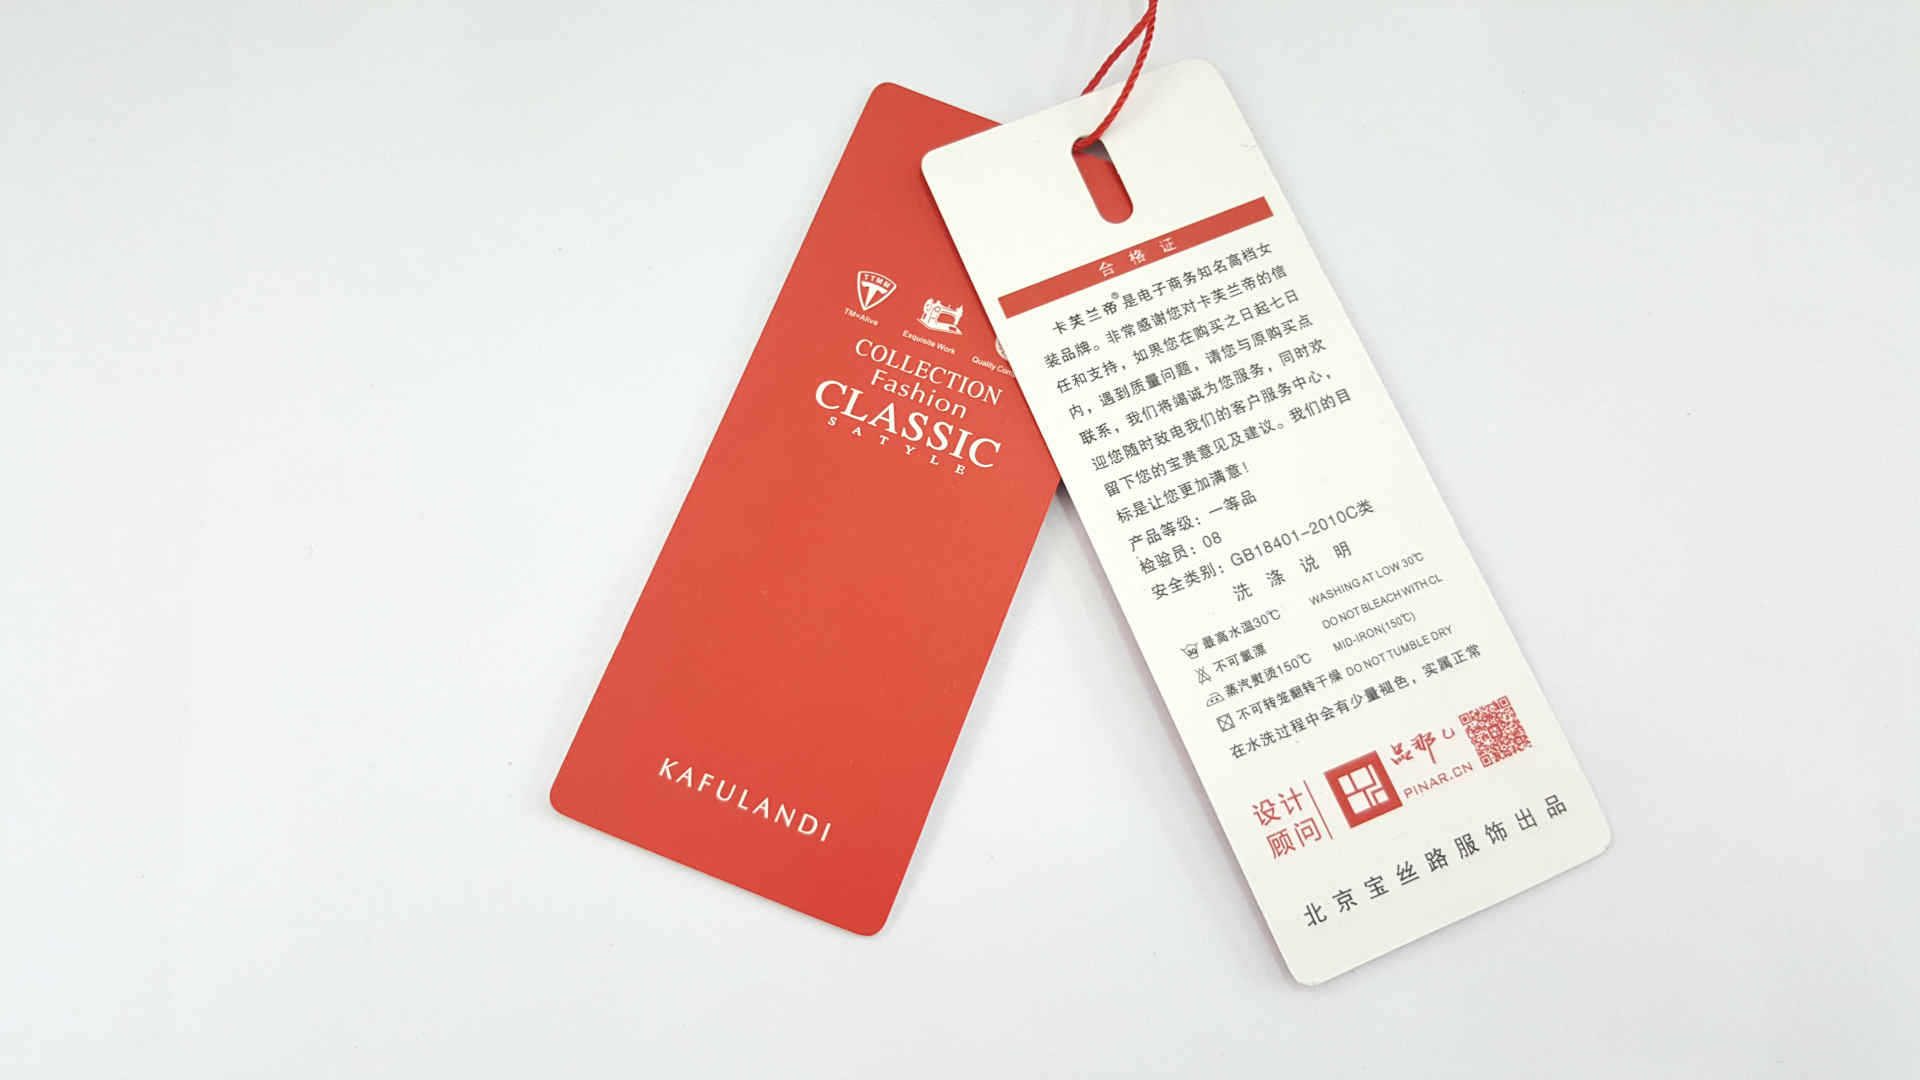 STMM
TM=Alive
Exquisite Work
Quality
COLLECTION
Fashion
CLASSIC
SATYLE
KAFULANDI
合格证
卡芙兰帝®是电子商务知名高档女
装品牌。非常感谢您对卡芙兰帝的信
任和支持，如果您在购买之日起七日
内，遇到质量问题，请您与原购买点
联系，我们将竭诚为您服务，同时欢
迎您随时致电我们的客户服务中心，
留下您的宝贵意见及建议。我们的目
标是让您更加满意！
产品等级：一等品
检验员：08
安全类别：GB18401-2010C类
洗涤说明
30 最高水温30℃ WASHING AT LOW 30℃
不可氯漂 DO NOT BLEACH WITH CL
蒸汽熨烫150℃ MID-IRON(150℃)
不可转笼翻转干燥 DO NOT TUMBLE DRY
在水洗过程中会有少量褪色，实属正常
设计
顾问
品那
PINAR.CN
北京宝丝路服饰出品